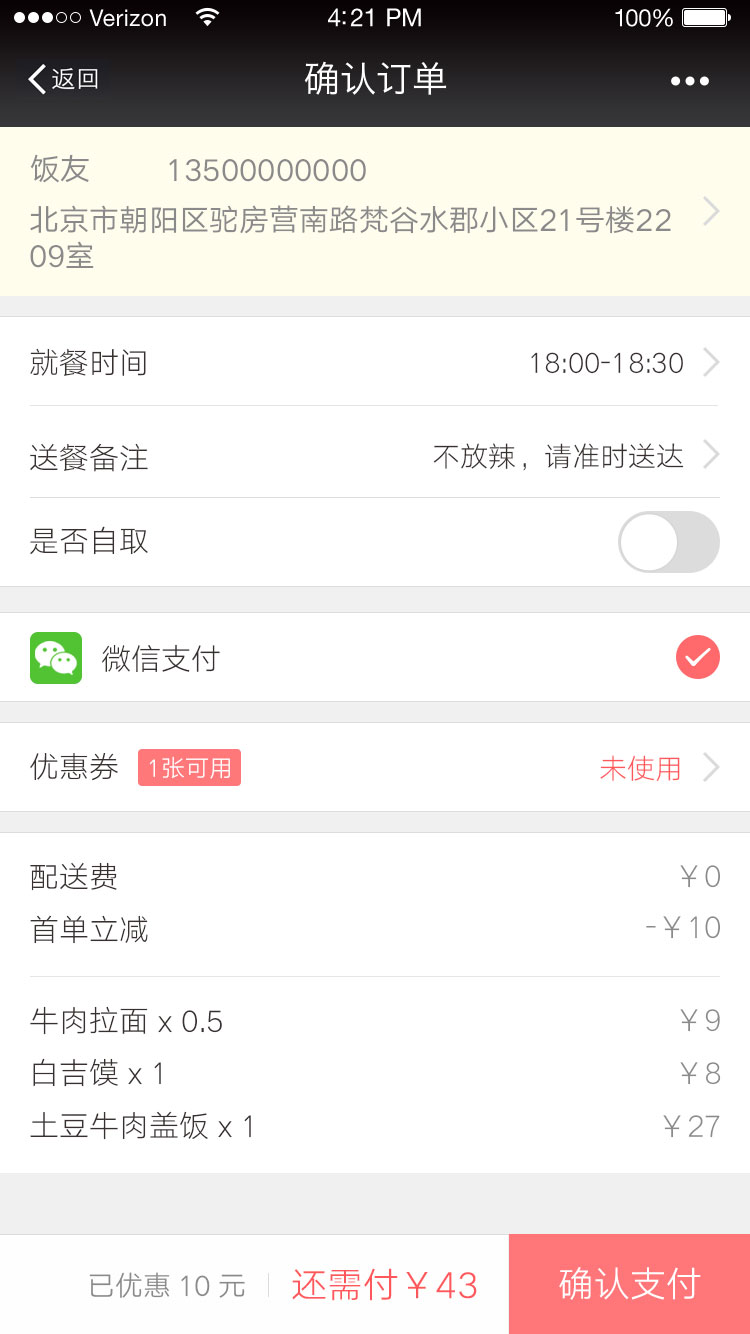 Verizon 4:21 PM 100%
返回 确认订单
饭友 13500000000
北京市朝阳区驼房营南路梵谷水郡小区21号楼22
09室
就餐时间 18:00-18:30
送餐备注 不放辣，请准时送达
是否自取
微信支付
优惠券 1张可用 未使用
配送费 ￥0
首单立减 -￥10
牛肉拉面 x 0.5 ￥9
白吉馍 x 1 ￥8
土豆牛肉盖饭 x 1 ￥27
已优惠 10 元 还需付￥43 确认支付